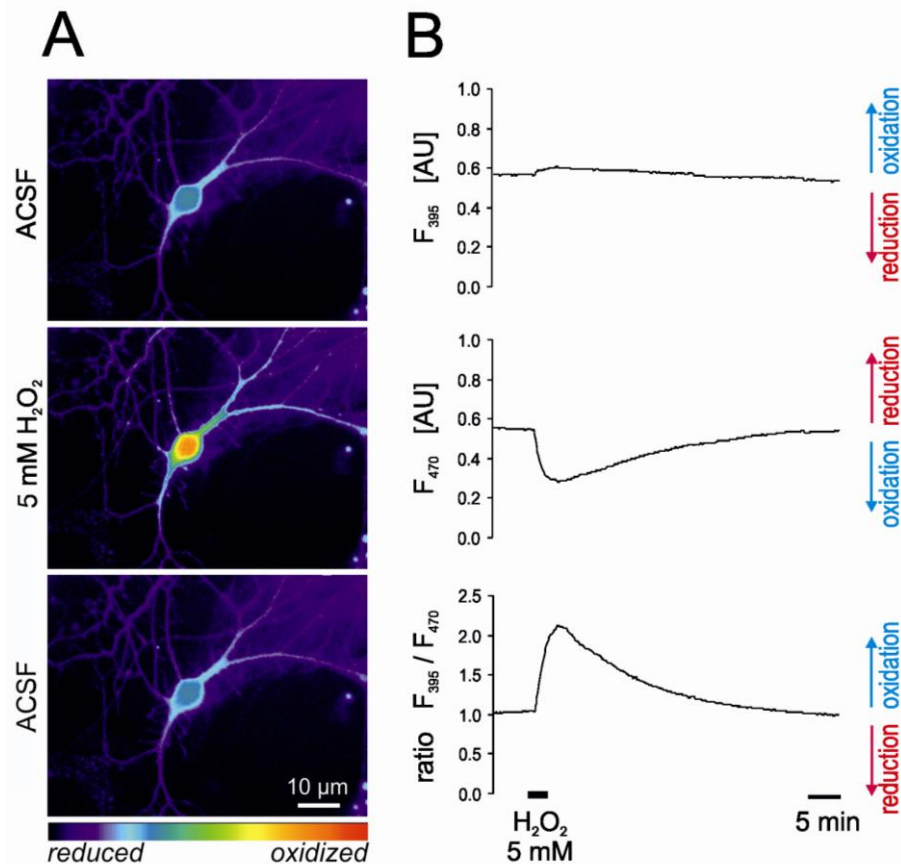 A
ACSF
5 mM H₂O₂
ACSF
10 μm
reduced
oxidized
B
F₃₉₅ [AU]
1.0
0.8
0.6
0.4
0.2
0.0
oxidation
reduction
F₄₇₀ [AU]
1.0
0.8
0.6
0.4
0.2
0.0
reduction
oxidation
ratio F₃₉₅ / F₄₇₀
2.5
2.0
1.5
1.0
0.5
0.0
oxidation
reduction
H₂O₂
5 mM
5 min